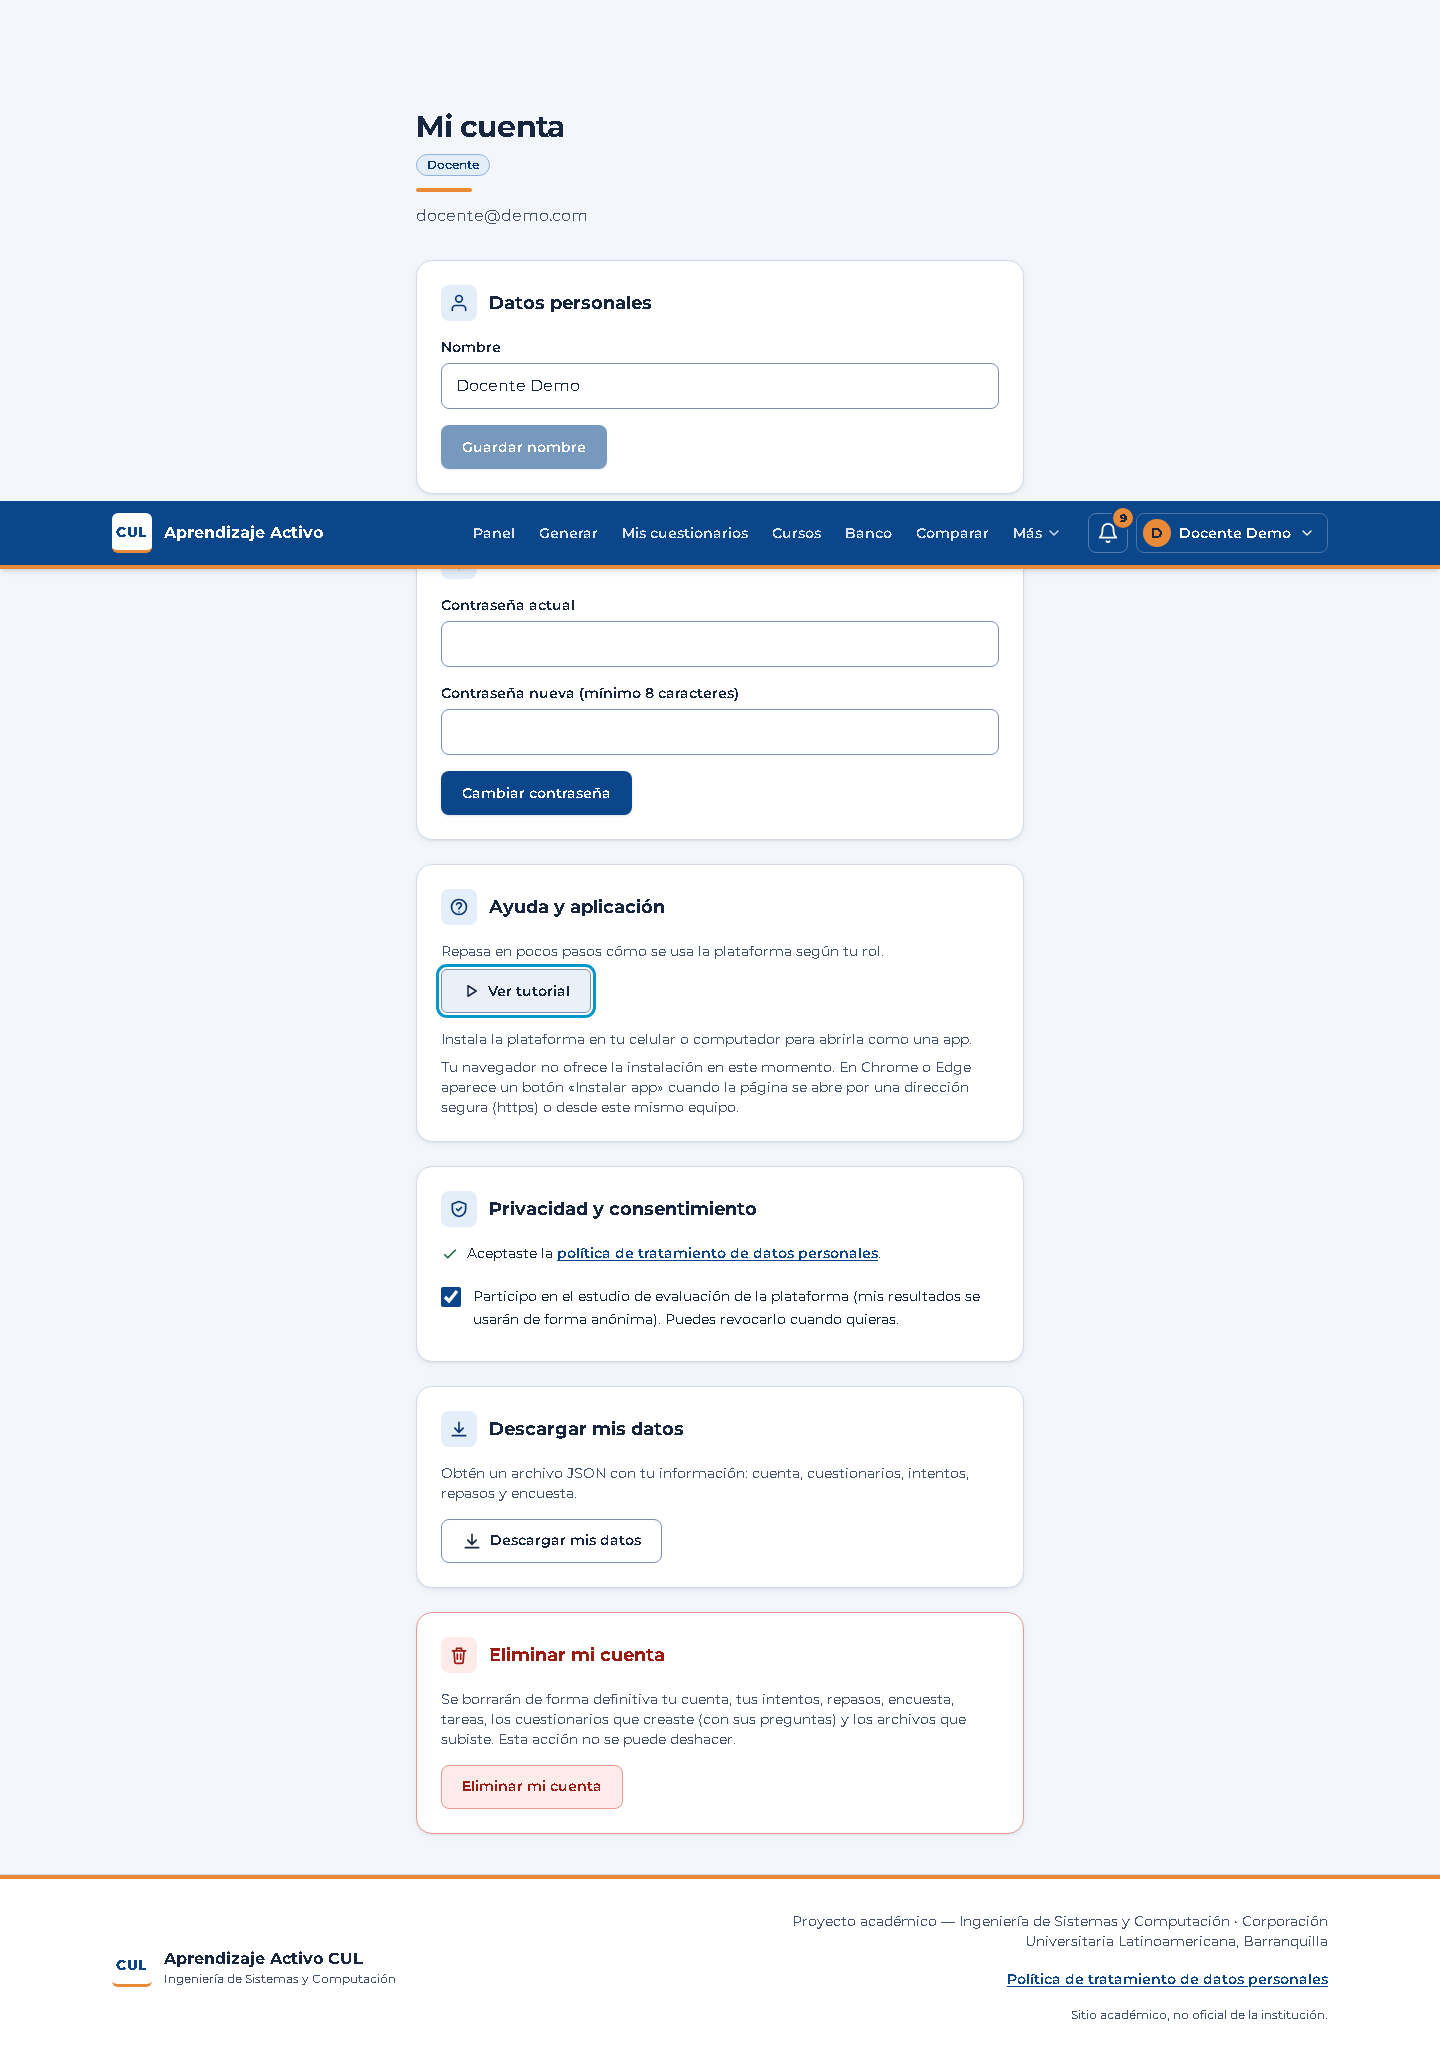 Mi cuenta
Docente
docente@demo.com
Datos personales
Nombre
Docente Demo
Guardar nombre
CUL Aprendizaje Activo Panel Generar Mis cuestionarios Cursos Banco Comparar Más 9 D Docente Demo
Contraseña actual
Contraseña nueva (mínimo 8 caracteres)
Cambiar contraseña
Ayuda y aplicación
Repasa en pocos pasos cómo se usa la plataforma según tu rol.
Ver tutorial
Instala la plataforma en tu celular o computador para abrirla como una app.
Tu navegador no ofrece la instalación en este momento. En Chrome o Edge
aparece un botón «Instalar app» cuando la página se abre por una dirección
segura (https) o desde este mismo equipo.
Privacidad y consentimiento
Aceptaste la política de tratamiento de datos personales.
Participo en el estudio de evaluación de la plataforma (mis resultados se
usarán de forma anónima). Puedes revocarlo cuando quieras.
Descargar mis datos
Obtén un archivo JSON con tu información: cuenta, cuestionarios, intentos,
repasos y encuesta.
Descargar mis datos
Eliminar mi cuenta
Se borrarán de forma definitiva tu cuenta, tus intentos, repasos, encuesta,
tareas, los cuestionarios que creaste (con sus preguntas) y los archivos que
subiste. Esta acción no se puede deshacer.
Eliminar mi cuenta
CUL
Aprendizaje Activo CUL
Ingeniería de Sistemas y Computación
Proyecto académico — Ingeniería de Sistemas y Computación · Corporación
Universitaria Latinoamericana, Barranquilla
Política de tratamiento de datos personales
Sitio académico, no oficial de la institución.